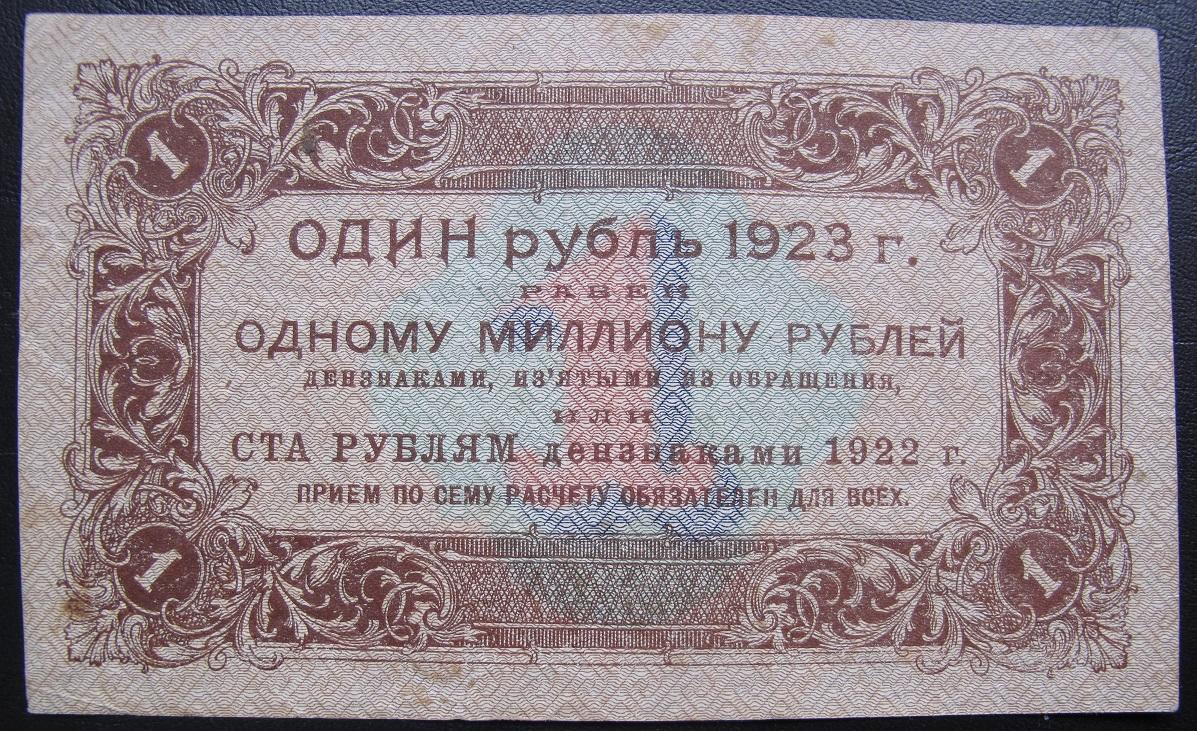 1 1
ОДИН рубль 1923 г.
РАВЕН
ОДНОМУ МИЛЛИОНУ РУБЛЕЙ
ДЕНЗНАКАМИ, ИЗ'ЯТЫМИ ИЗ ОБРАЩЕНИЯ,
ИЛИ
СТА РУБЛЯМ дензнаками 1922 г.
ПРИЕМ ПО СЕМУ РАСЧЕТУ ОБЯЗАТЕЛЕН ДЛЯ ВСЕХ.
1
1 1